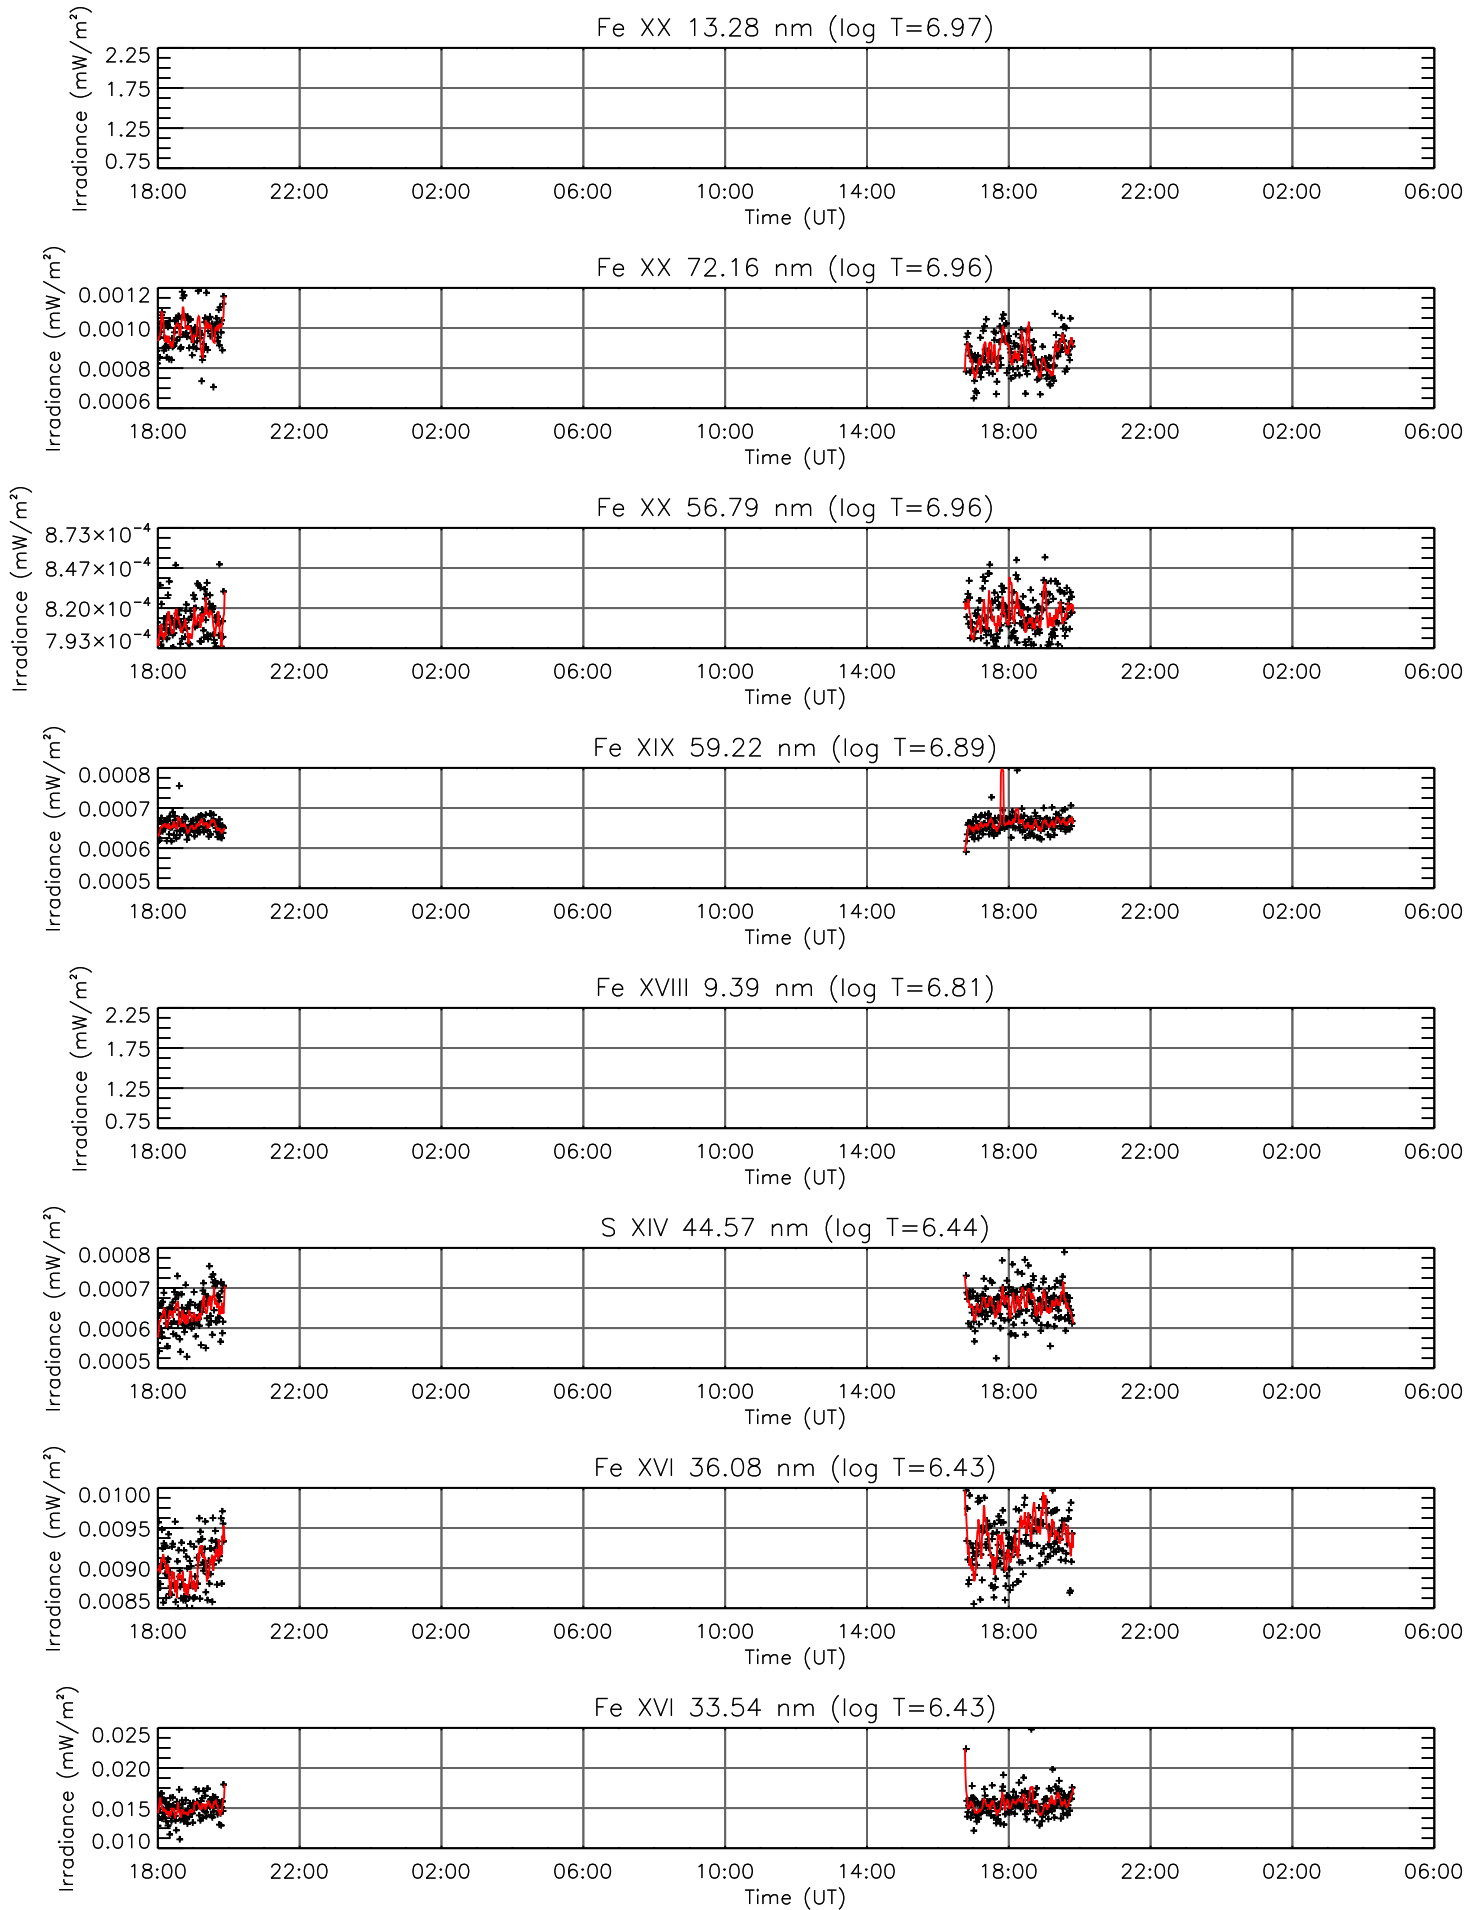 Fe XX 13.28 nm (log T=6.97)
Irradiance (mW/m²)
2.25
1.75
1.25
0.75
18:00 22:00 02:00 06:00 10:00 14:00 18:00 22:00 02:00 06:00
Time (UT)
Fe XX 72.16 nm (log T=6.96)
Irradiance (mW/m²)
0.0012
0.0010
0.0008
0.0006
18:00 22:00 02:00 06:00 10:00 14:00 18:00 22:00 02:00 06:00
Time (UT)
Fe XX 56.79 nm (log T=6.96)
Irradiance (mW/m²)
8.73×10⁻⁴
8.47×10⁻⁴
8.20×10⁻⁴
7.93×10⁻⁴
18:00 22:00 02:00 06:00 10:00 14:00 18:00 22:00 02:00 06:00
Time (UT)
Fe XIX 59.22 nm (log T=6.89)
Irradiance (mW/m²)
0.0008
0.0007
0.0006
0.0005
18:00 22:00 02:00 06:00 10:00 14:00 18:00 22:00 02:00 06:00
Time (UT)
Fe XVIII 9.39 nm (log T=6.81)
Irradiance (mW/m²)
2.25
1.75
1.25
0.75
18:00 22:00 02:00 06:00 10:00 14:00 18:00 22:00 02:00 06:00
Time (UT)
S XIV 44.57 nm (log T=6.44)
Irradiance (mW/m²)
0.0008
0.0007
0.0006
0.0005
18:00 22:00 02:00 06:00 10:00 14:00 18:00 22:00 02:00 06:00
Time (UT)
Fe XVI 36.08 nm (log T=6.43)
Irradiance (mW/m²)
0.0100
0.0095
0.0090
0.0085
18:00 22:00 02:00 06:00 10:00 14:00 18:00 22:00 02:00 06:00
Time (UT)
Fe XVI 33.54 nm (log T=6.43)
Irradiance (mW/m²)
0.025
0.020
0.015
0.010
18:00 22:00 02:00 06:00 10:00 14:00 18:00 22:00 02:00 06:00
Time (UT)